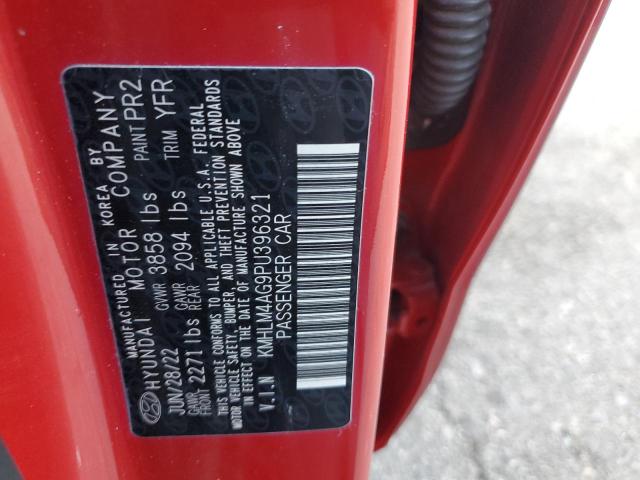 MANUFACTURED IN KOREA BY
HYUNDAI MOTOR COMPANY
JUN/28/22 GVWR 3858 lbs PAINT PR2
GAWR FRONT 2271 lbs GAWR REAR 2094 lbs TRIM YFR
THIS VEHICLE CONFORMS TO ALL APPLICABLE U.S.A. FEDERAL
MOTOR VEHICLE SAFETY, BUMPER, AND THEFT PREVENTION STANDARDS
IN EFFECT ON THE DATE OF MANUFACTURE SHOWN ABOVE
V.I.N KMHLM4AG9PU396321
PASSENGER CAR